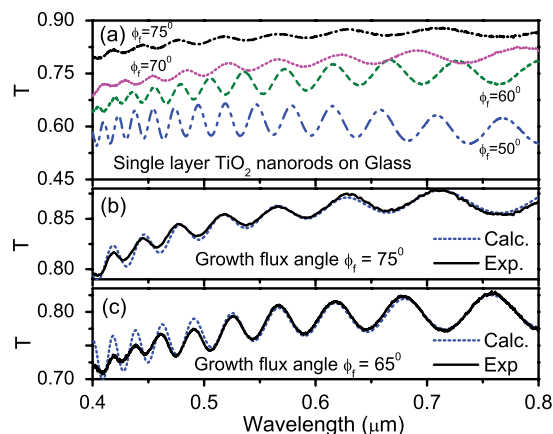 (a)
ϕf=75⁰
ϕf=70⁰
ϕf=60⁰
ϕf=50⁰
0.90
0.75
0.60
0.45
T
Single layer TiO₂ nanorods on Glass
(b)
0.85
0.80
T
Growth flux angle ϕf = 75⁰
Calc.
Exp.
(c)
0.80
0.70
T
Growth flux angle ϕf = 65⁰
Calc.
Exp
0.4 0.5 0.6 0.7 0.8
Wavelength (μm)